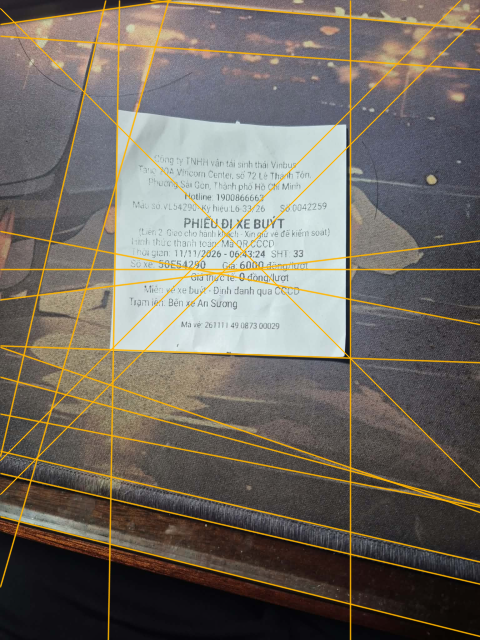 Công ty TNHH vận tải sinh thái Vinbus
Tầng 20A Vincom Center, số 72 Lê Thánh Tôn,
Phường Sài Gòn, Thành phố Hồ Chí Minh
Hotline: 1900866663
Mẫu số:VL54290- Ký hiệu L6-33/26 Số 0042259
PHIẾU ĐI XE BUÝT
(Liên 2: Giao cho hành khách - Xin giữ vé để kiểm soát)
Hình thức thanh toán: Mã QR CCCD
Thời gian: 11/11/2026 - 06:43:24 SHT: 33
Số xe: 50E54290 Giá: 6000 đồng/lượt
Giá thực tế: 0 đồng/lượt
Miễn vé xe buýt - Định danh qua CCCD
Trạm lên: Bến xe An Sương
Mã vé: 261111 49 0873 00029